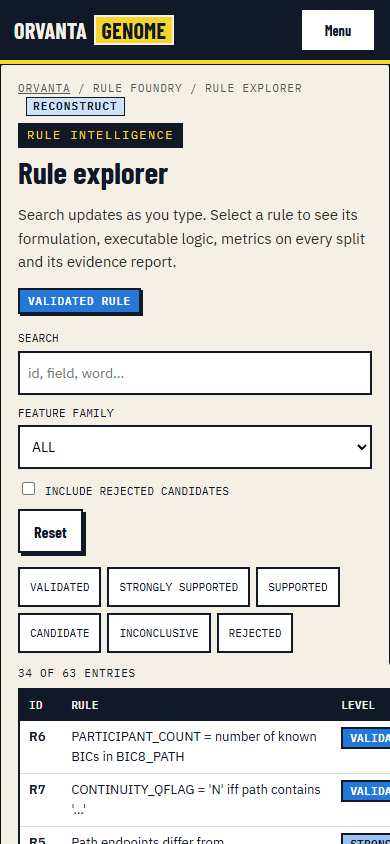 ORVANTA GENOME
Menu
ORVANTA / RULE FOUNDRY / RULE EXPLORER
RECONSTRUCT
RULE INTELLIGENCE
Rule explorer
Search updates as you type. Select a rule to see its
formulation, executable logic, metrics on every split
and its evidence report.
VALIDATED RULE
SEARCH
id, field, word...
FEATURE FAMILY
ALL
INCLUDE REJECTED CANDIDATES
Reset
VALIDATED STRONGLY SUPPORTED SUPPORTED
CANDIDATE INCONCLUSIVE REJECTED
34 OF 63 ENTRIES
ID RULE LEVEL
R6 PARTICIPANT_COUNT = number of known VALIDA
BICs in BIC8_PATH
R7 CONTINUITY_QFLAG = 'N' iff path contains VALIDA
'...'
R5 Path endpoints differ from STRONG